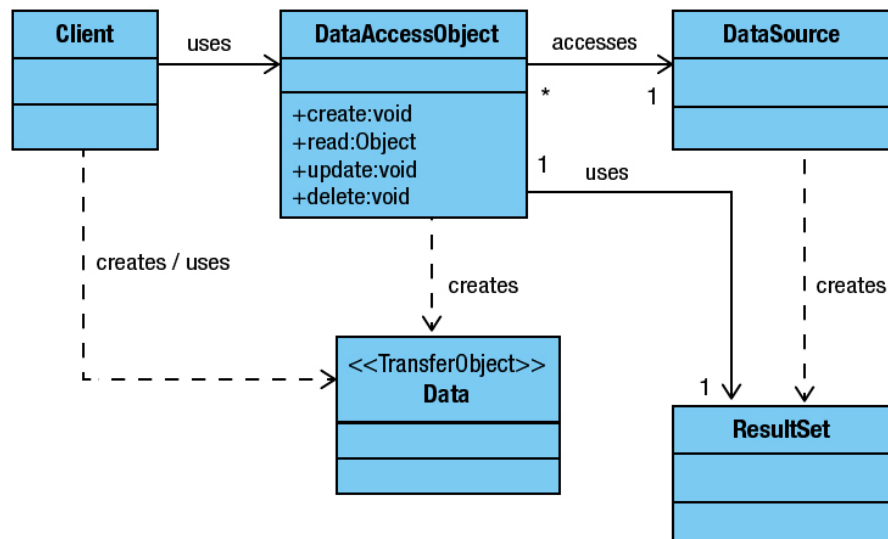 Client
uses
DataAccessObject
accesses
DataSource
*
1
+create:void
+read:Object
+update:void
+delete:void
1
uses
creates / uses
creates
creates
<<TransferObject>>
Data
1
ResultSet